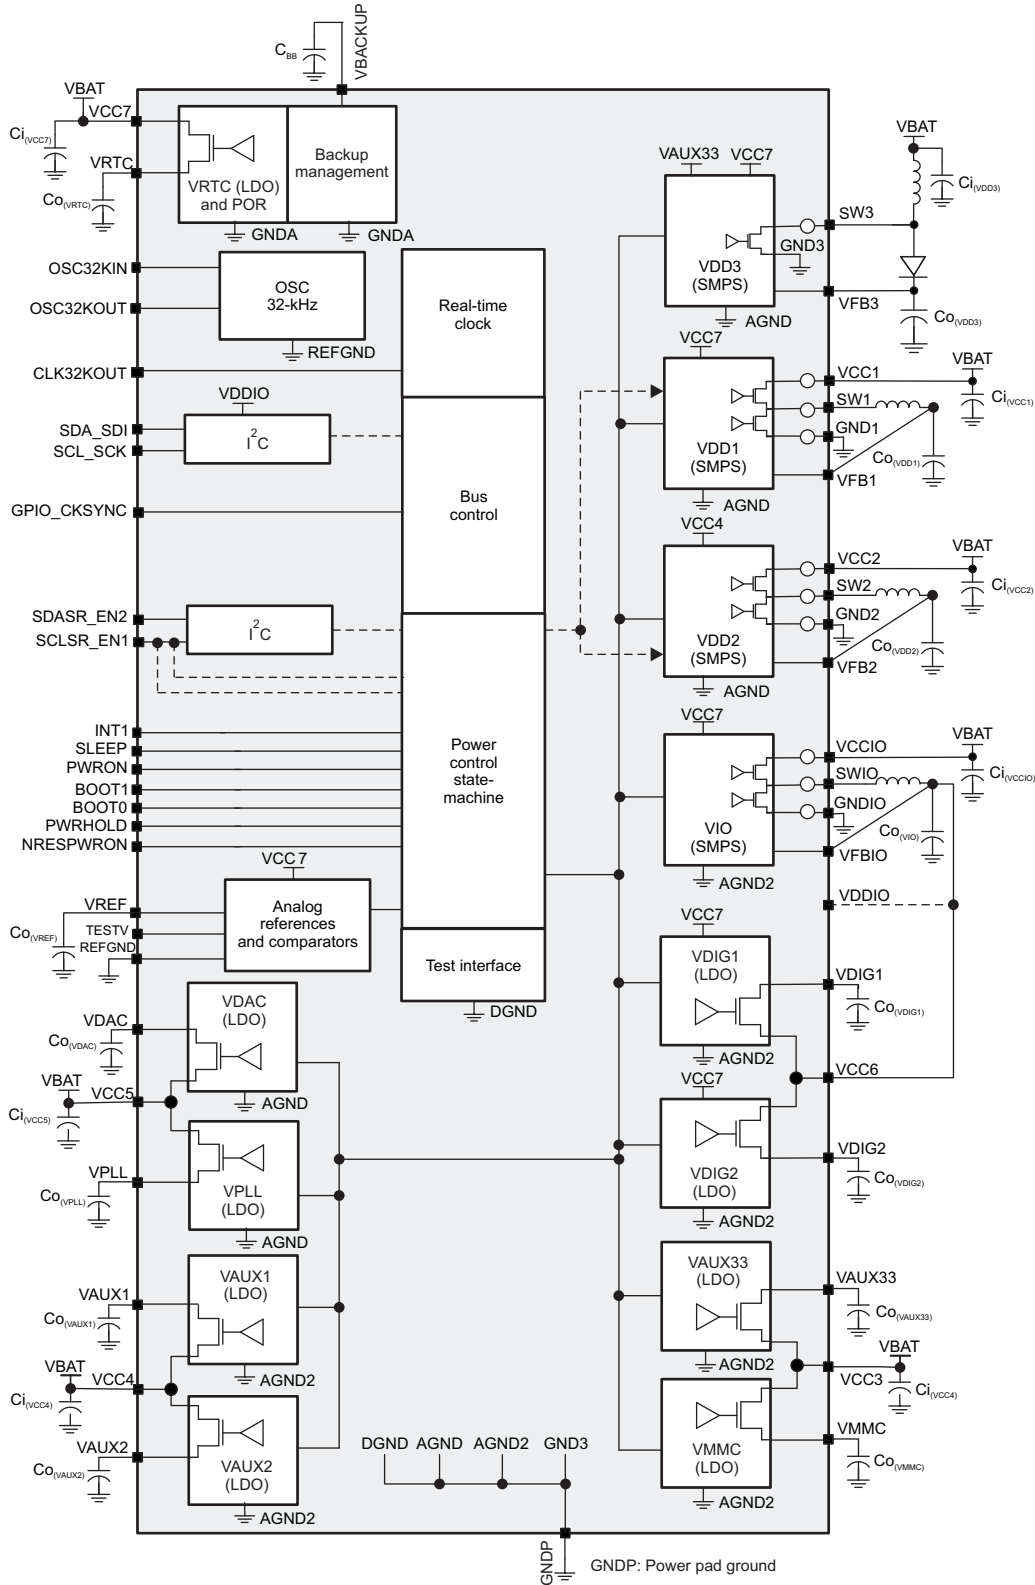 C BB
VBACKUP
VBAT
VCC7
Ci(VCC7)
VRTC
Co(VRTC)
VRTC (LDO)
and POR
Backup
management
GNDA
GNDA
OSC32KIN
OSC32KOUT
OSC
32-kHz
REFGND
CLK32KOUT
VDDIO
SDA_SDI
SCL_SCK
I2C
GPIO_CKSYNC
SDASR_EN2
SCLSR_EN1
I2C
INT1
SLEEP
PWRON
BOOT1
BOOT0
PWRHOLD
NRESPWRON
VCC7
VREF
TESTV
REFGND
Co(VREF)
Analog
references
and comparators
Real-time
clock
Bus
control
Power
control
state-
machine
Test interface
DGND
VDAC
(LDO)
VDAC
Co(VDAC)
AGND
VBAT
VCC5
Ci(VCC5)
VPLL
Co(VPLL)
VPLL
(LDO)
AGND
VAUX1
(LDO)
VAUX1
Co(VAUX1)
AGND2
VBAT
VCC4
Ci(VCC4)
VAUX2
Co(VAUX2)
VAUX2
(LDO)
AGND2
VAUX33
VCC7
VBAT
Ci(VDD3)
SW3
GND3
VDD3
(SMPS)
VFB3
Co(VDD3)
AGND
VCC7
VCC1
VBAT
Ci(VCC1)
SW1
GND1
VDD1
(SMPS)
Co(VDD1)
VFB1
AGND
VCC4
VCC2
VBAT
Ci(VCC2)
SW2
GND2
VDD2
(SMPS)
Co(VDD2)
VFB2
AGND
VCC7
VCCIO
VBAT
Ci(VCCIO)
SWIO
GNDIO
VIO
(SMPS)
Co(VIO)
VFBIO
AGND2
VDDIO
VCC7
VDIG1
(LDO)
VDIG1
Co(VDIG1)
AGND2
VCC6
VCC7
VDIG2
(LDO)
VDIG2
Co(VDIG2)
AGND2
VAUX33
(LDO)
VAUX33
Co(VAUX33)
AGND2
VBAT
VCC3
Ci(VCC4)
VMMC
(LDO)
VMMC
Co(VMMC)
AGND2
DGND AGND AGND2 GND3
GNDP
GNDP: Power pad ground